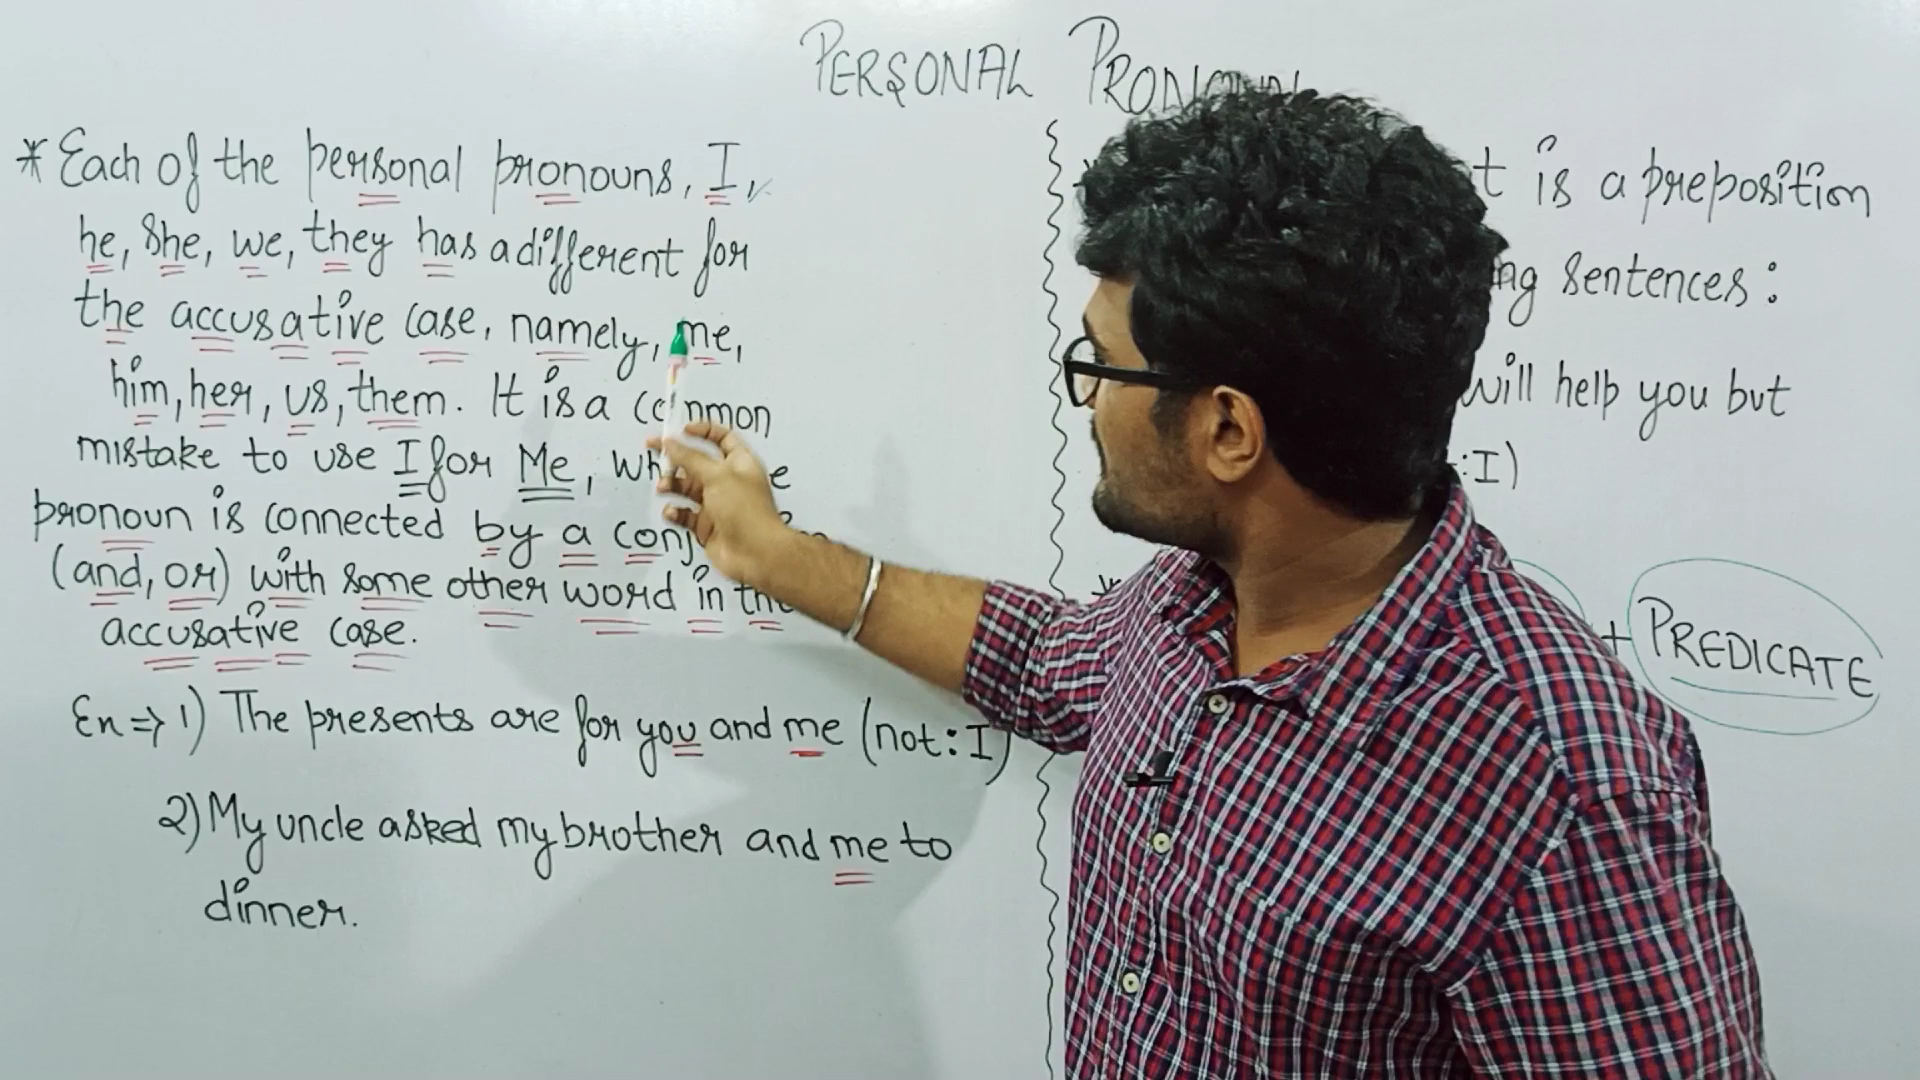 PERSONAL PRONOUN
* Each of the personal pronouns, I,
he, she, we, they has a different for
the accusative case, namely, me,
him, her, us, them. It is a common
mistake to use I for Me,
pronoun is connected by a
(and, or) with some other word in the
accusative case.
Ex => 1) The presents are for you and me (not: I)
2) My uncle asked my brother and me to
dinner.
is a preposition
sentences:
will help you but
: I)
+ PREDICATE